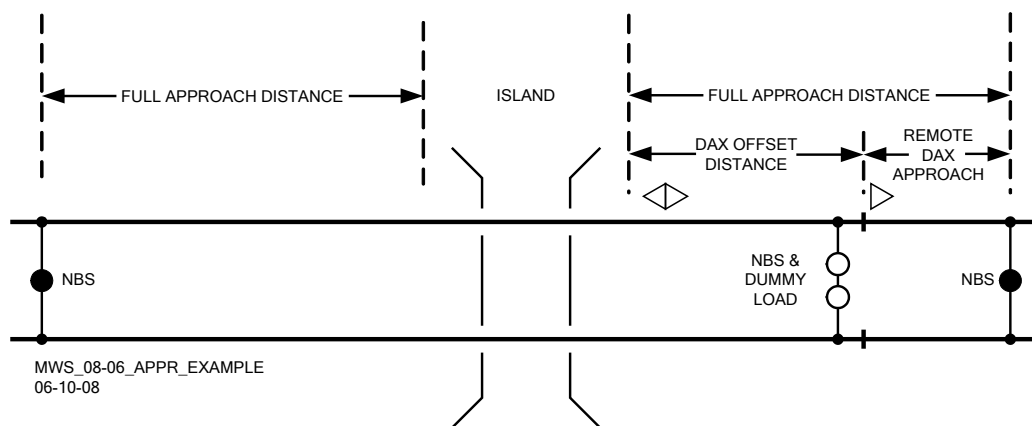 FULL APPROACH DISTANCE
ISLAND
FULL APPROACH DISTANCE
DAX OFFSET
DISTANCE
REMOTE
DAX
APPROACH
NBS
NBS &
DUMMY
LOAD
NBS
MWS_08-06_APPR_EXAMPLE
06-10-08